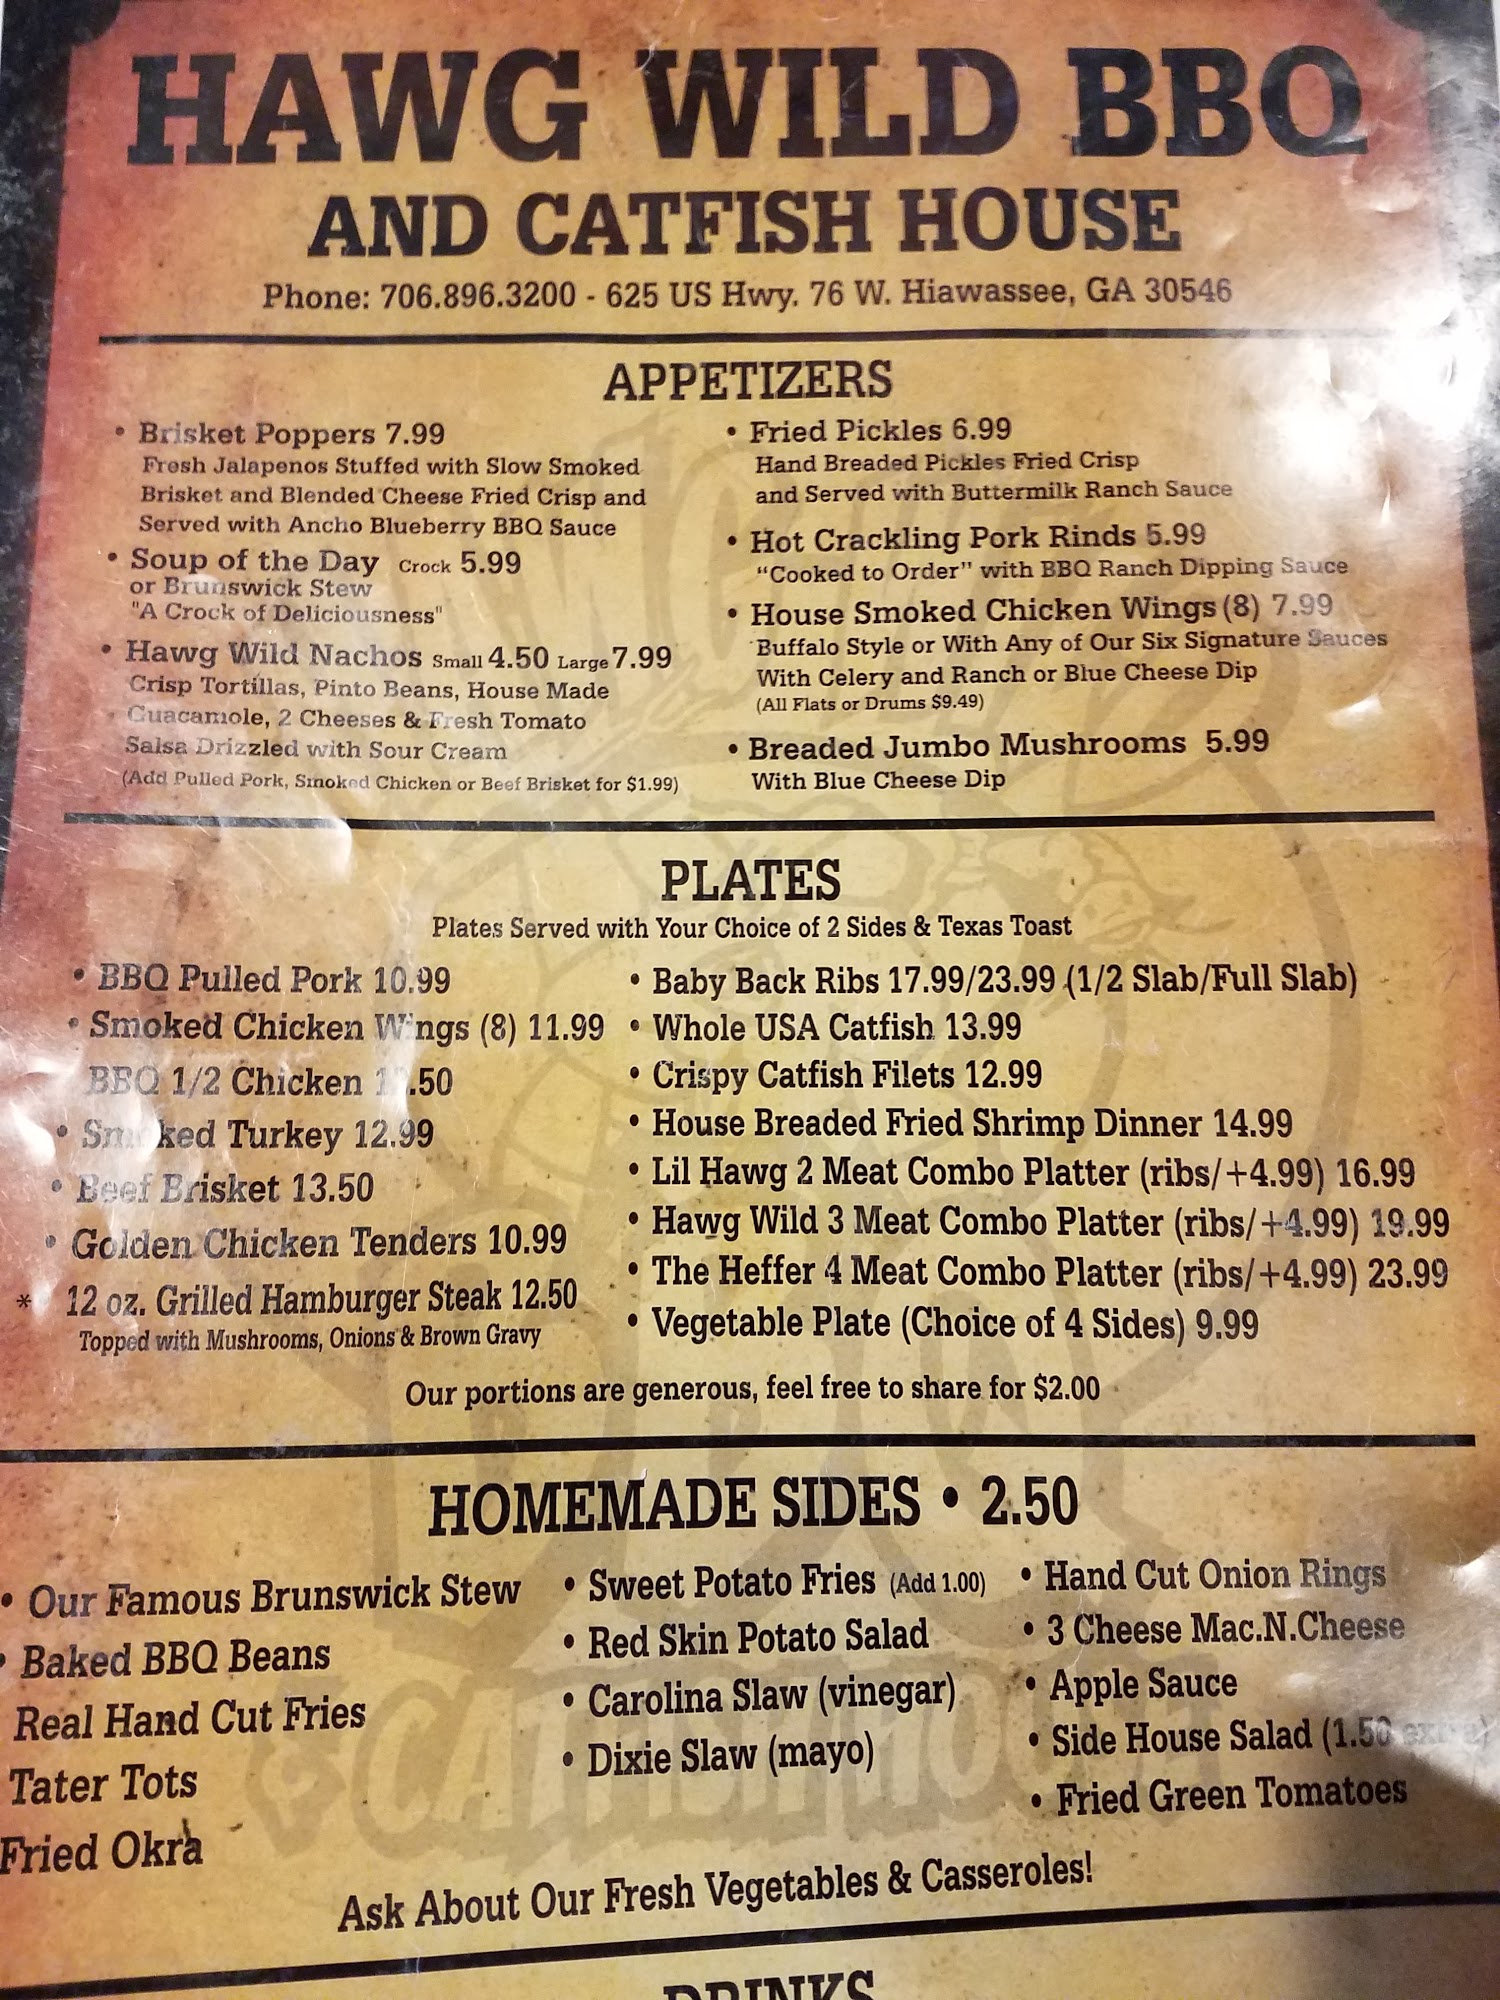 HAWG WILD BBQ
AND CATFISH HOUSE
Phone: 706.896.3200 - 625 US Hwy. 76 W. Hiawassee, GA 30546
APPETIZERS
• Brisket Poppers 7.99
Fresh Jalapenos Stuffed with Slow Smoked
Brisket and Blended Cheese Fried Crisp and
Served with Ancho Blueberry BBQ Sauce
• Soup of the Day Crock 5.99
or Brunswick Stew
"A Crock of Deliciousness"
• Hawg Wild Nachos Small 4.50 Large 7.99
Crisp Tortillas, Pinto Beans, House Made
Guacamole, 2 Cheeses & Fresh Tomato
Salsa Drizzled with Sour Cream
(Add Pulled Pork, Smoked Chicken or Beef Brisket for $1.99)
• Fried Pickles 6.99
Hand Breaded Pickles Fried Crisp
and Served with Buttermilk Ranch Sauce
• Hot Crackling Pork Rinds 5.99
“Cooked to Order” with BBQ Ranch Dipping Sauce
• House Smoked Chicken Wings (8) 7.99
Buffalo Style or With Any of Our Six Signature Sauces
With Celery and Ranch or Blue Cheese Dip
(All Flats or Drums $9.49)
• Breaded Jumbo Mushrooms 5.99
With Blue Cheese Dip
PLATES
Plates Served with Your Choice of 2 Sides & Texas Toast
• BBQ Pulled Pork 10.99
• Smoked Chicken Wings (8) 11.99
BBQ 1/2 Chicken
• Smoked Turkey 12.99
• Beef Brisket 13.50
• Golden Chicken Tenders 10.99
* 12 oz. Grilled Hamburger Steak 12.50
Topped with Mushrooms, Onions & Brown Gravy
• Baby Back Ribs 17.99/23.99 (1/2 Slab/Full Slab)
• Whole USA Catfish 13.99
• Crispy Catfish Filets 12.99
• House Breaded Fried Shrimp Dinner 14.99
• Lil Hawg 2 Meat Combo Platter (ribs/+4.99) 16.99
• Hawg Wild 3 Meat Combo Platter (ribs/+4.99) 19.99
• The Heffer 4 Meat Combo Platter (ribs/+4.99) 23.99
• Vegetable Plate (Choice of 4 Sides) 9.99
Our portions are generous, feel free to share for $2.00
HOMEMADE SIDES • 2.50
• Our Famous Brunswick Stew
• Baked BBQ Beans
Real Hand Cut Fries
Tater Tots
Fried Okra
• Sweet Potato Fries (Add 1.00)
• Red Skin Potato Salad
• Carolina Slaw (vinegar)
• Dixie Slaw (mayo)
• Hand Cut Onion Rings
• 3 Cheese Mac.N.Cheese
• Apple Sauce
• Side House Salad (1.50 extra)
• Fried Green Tomatoes
Ask About Our Fresh Vegetables & Casseroles!
DRINKS